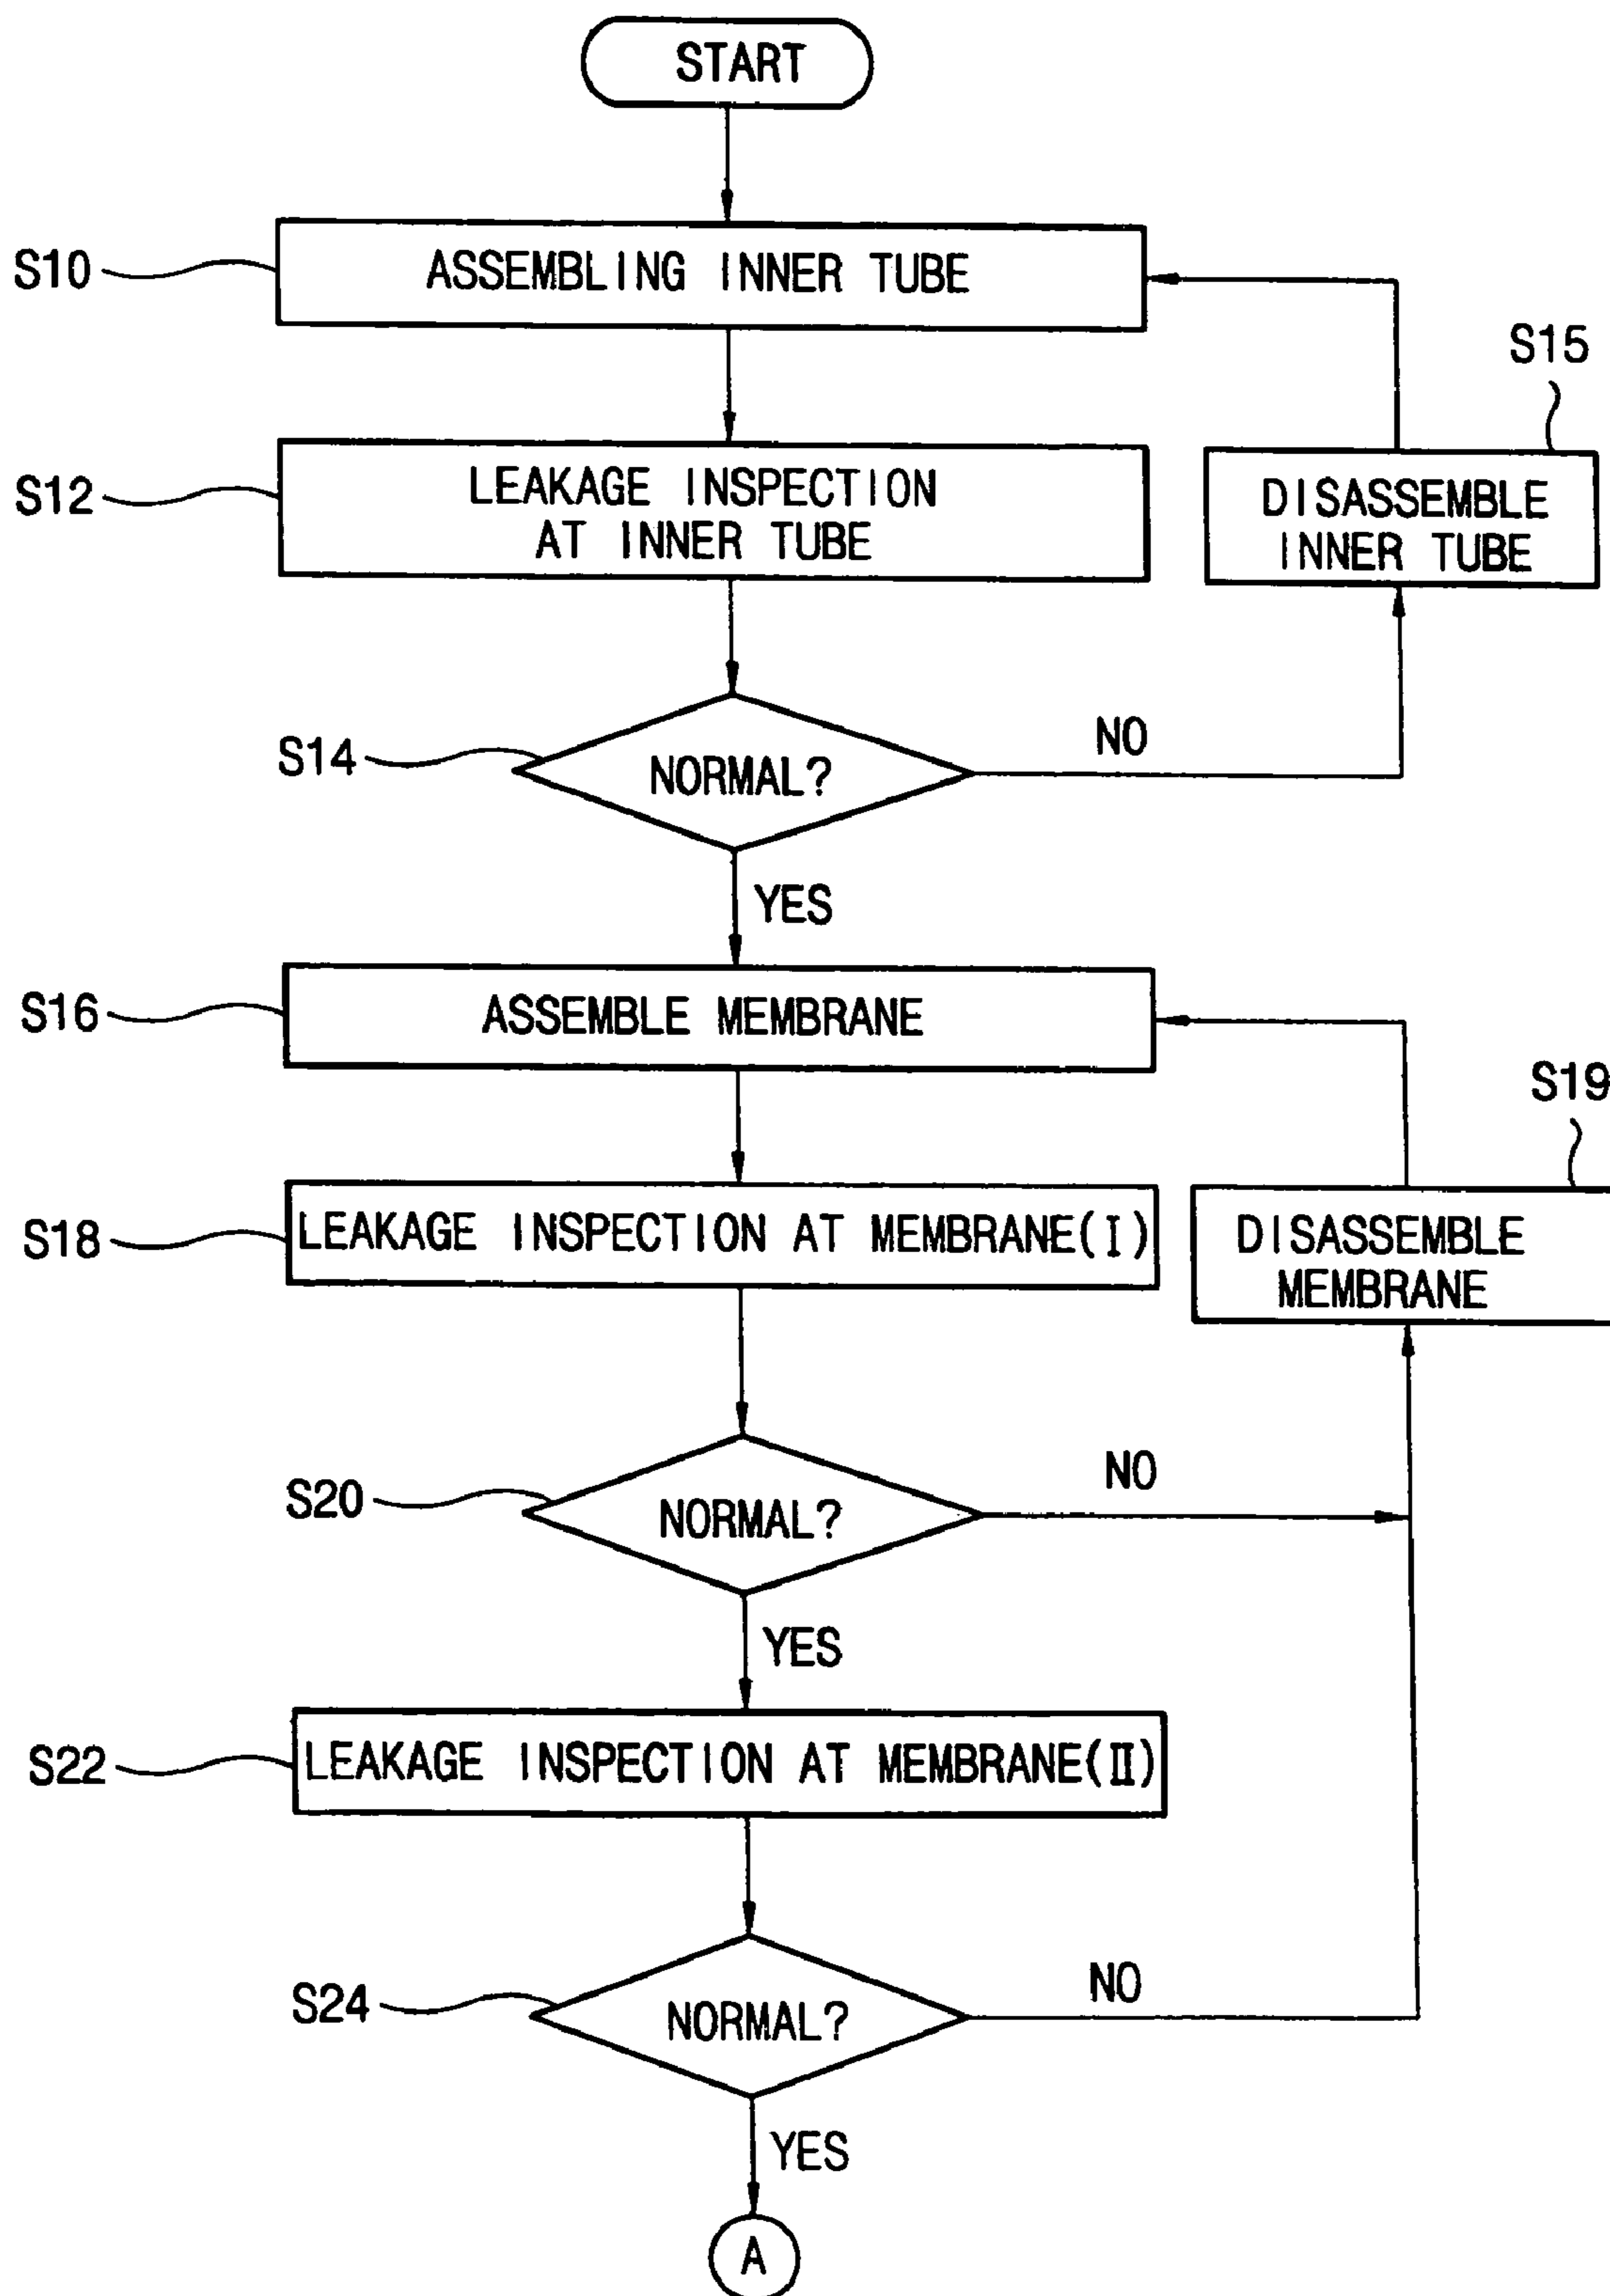 START
S10
ASSEMBLING INNER TUBE
S15
S12
LEAKAGE INSPECTION
AT INNER TUBE
DISASSEMBLE
INNER TUBE
S14
NORMAL?
NO
YES
S16
ASSEMBLE MEMBRANE
S19
S18
LEAKAGE INSPECTION AT MEMBRANE(I)
DISASSEMBLE
MEMBRANE
S20
NORMAL?
NO
YES
S22
LEAKAGE INSPECTION AT MEMBRANE(II)
S24
NORMAL?
NO
YES
A